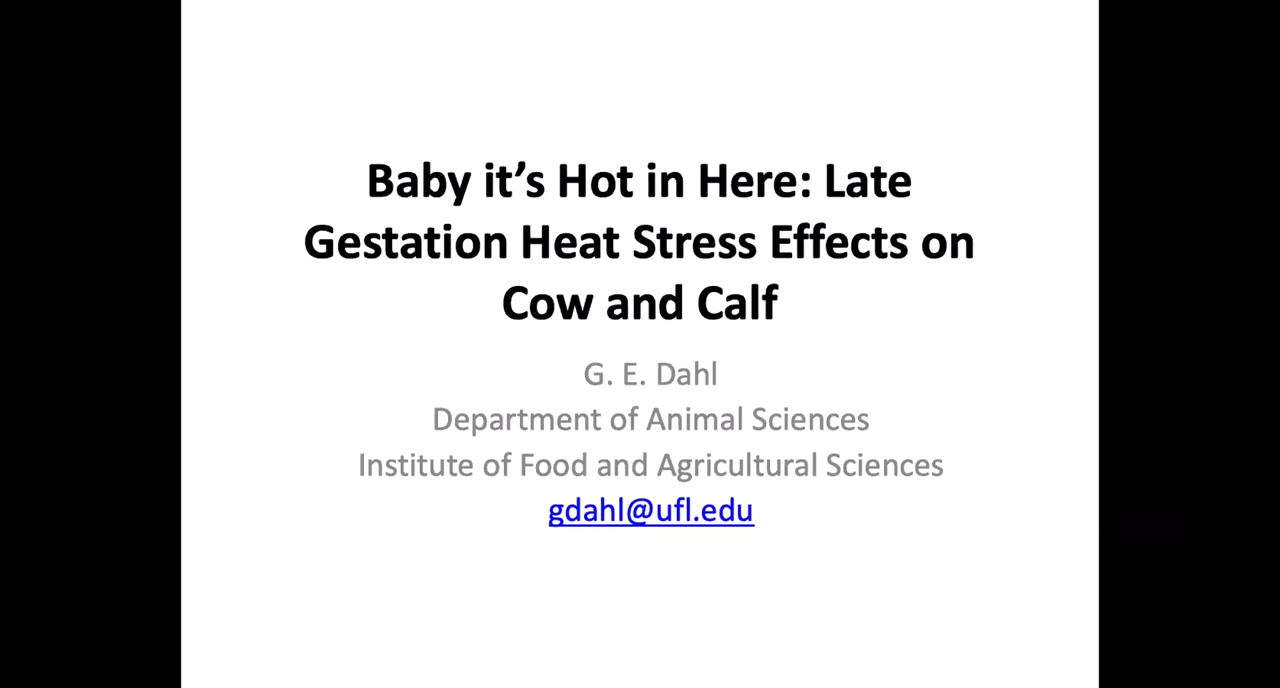 Baby it’s Hot in Here: Late
Gestation Heat Stress Effects on
Cow and Calf
G. E. Dahl
Department of Animal Sciences
Institute of Food and Agricultural Sciences
gdahl@ufl.edu